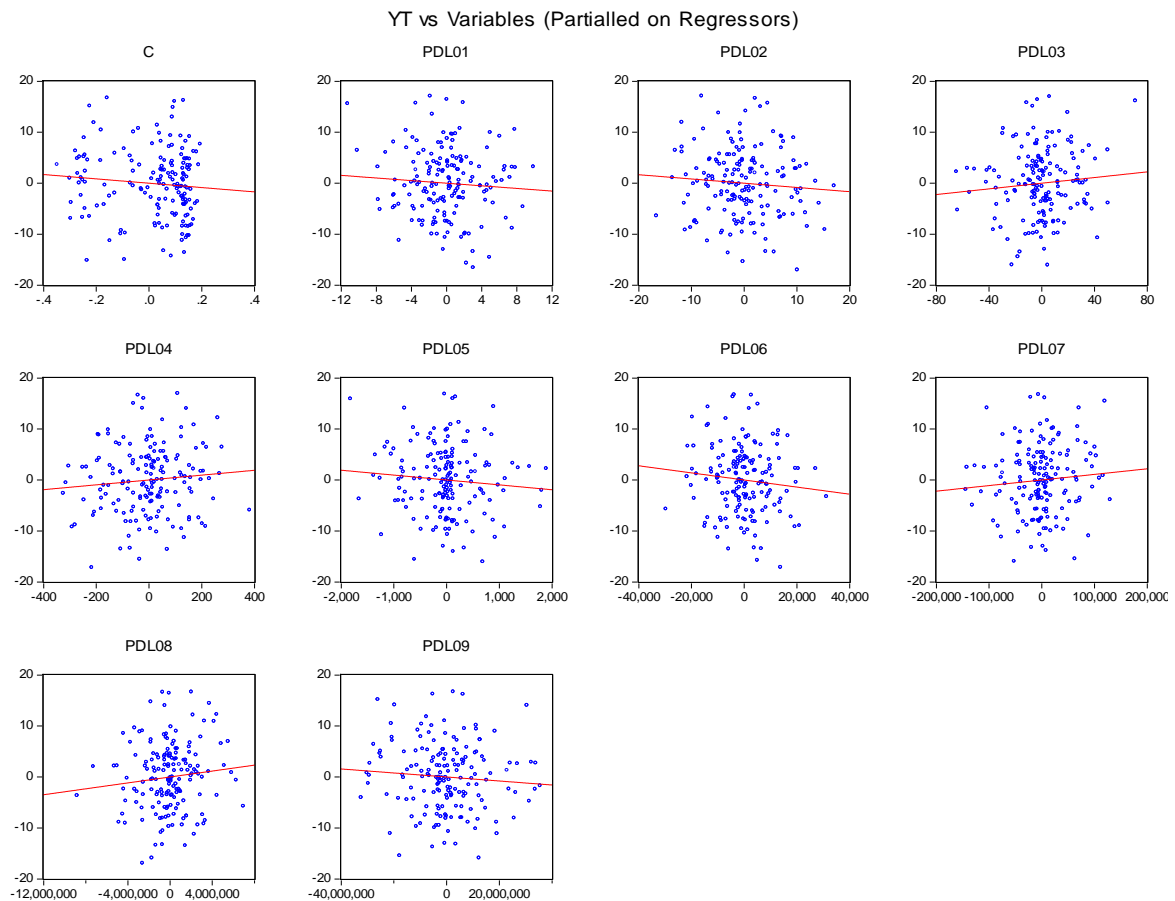 YT vs Variables (Partialled on Regressors)
C
20
10
0
-10
-20
-.4 -.2 .0 .2 .4
PDL01
20
10
0
-10
-20
-12 -8 -4 0 4 8 12
PDL02
20
10
0
-10
-20
-20 -10 0 10 20
PDL03
20
10
0
-10
-20
-80 -40 0 40 80
PDL04
20
10
0
-10
-20
-400 -200 0 200 400
PDL05
20
10
0
-10
-20
-2,000 -1,000 0 1,000 2,000
PDL06
20
10
0
-10
-20
-40,000 -20,000 0 20,000 40,000
PDL07
20
10
0
-10
-20
-200,000 -100,000 0 100,000 200,000
PDL08
20
10
0
-10
-20
-12,000,000 -4,000,000 0 4,000,000
PDL09
20
10
0
-10
-20
-40,000,000 0 20,000,000